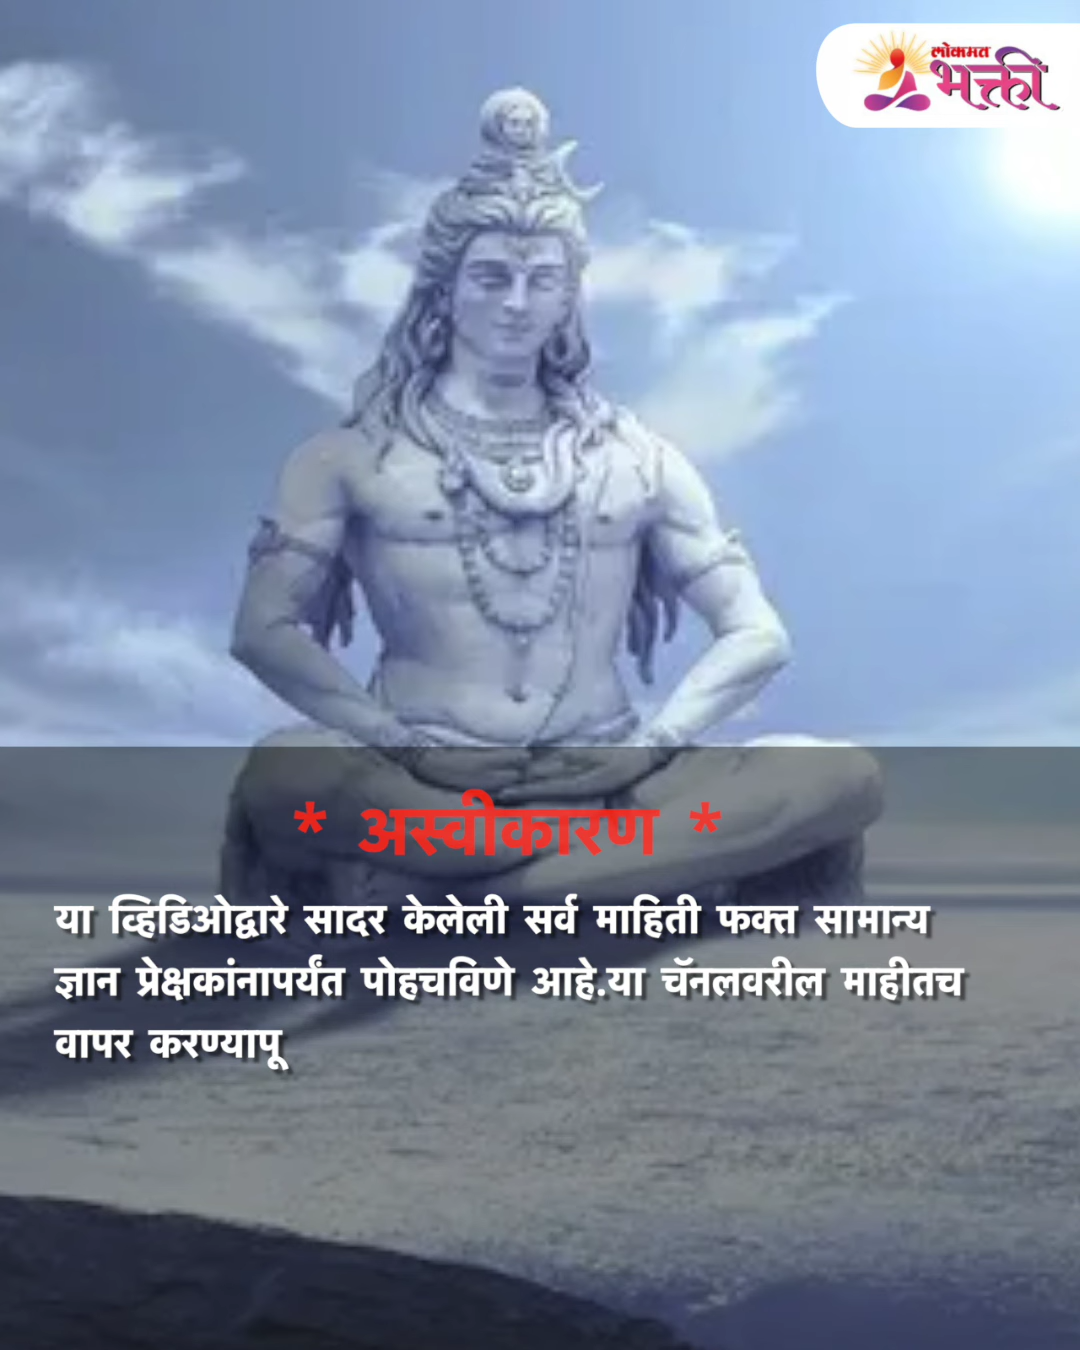 लोकमत
भक्ती
* अस्वीकारण *
या व्हिडिओद्वारे सादर केलेली सर्व माहिती फक्त सामान्य
ज्ञान प्रेक्षकांनापर्यंत पोहचविणे आहे.या चॅनलवरील माहीतच
वापर करण्यापू